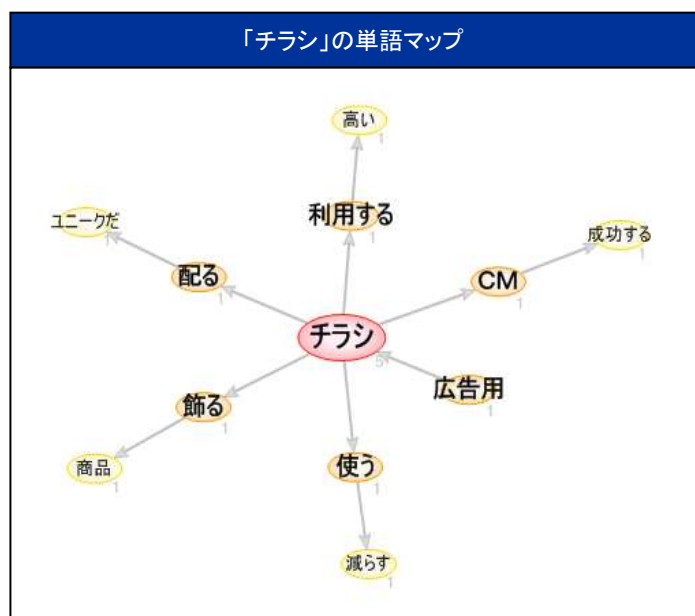 「チラシ」の単語マップ
高い
1
利用する
1
ユニークだ
1
成功する
1
配る
1
CM
1
チラシ
5
広告用
1
飾る
1
商品
1
使う
1
減らす
1